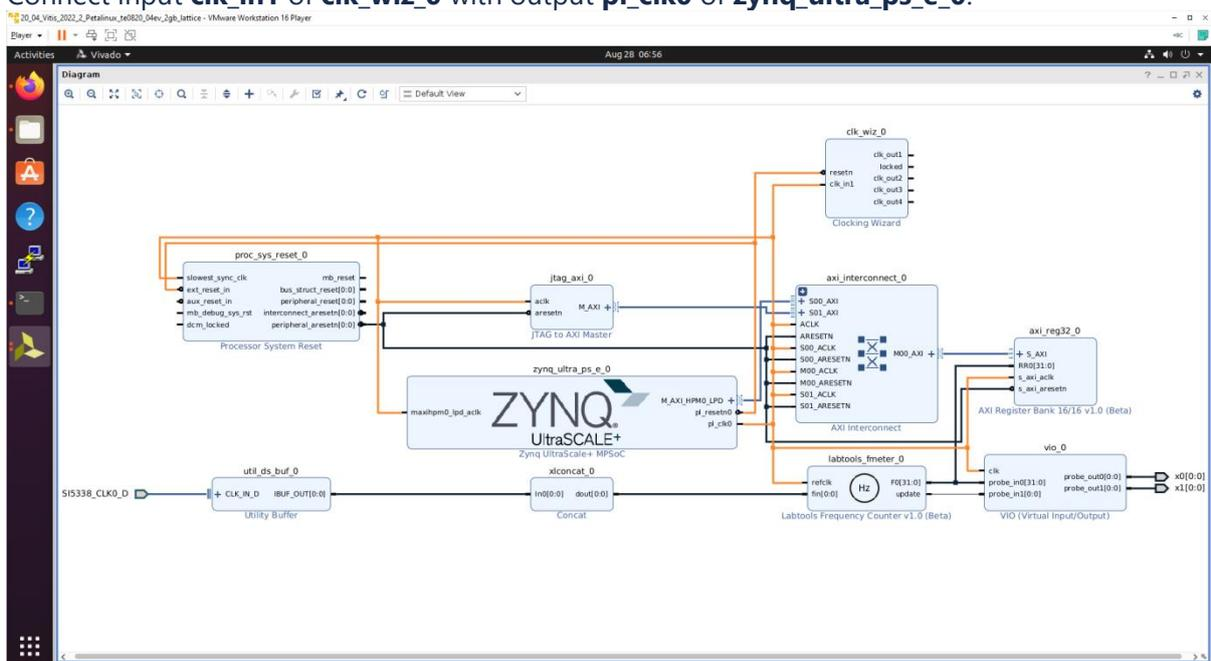 Connect input clk_in1 of clk_wiz_0 with output pl_clk0 of zynq_ultra_ps_e_0.
20_04_Vitis_2022_2_Petalinux_te0820_04ev_2gb_lattice - VMware Workstation 16 Player
Player
Activities
Vivado
Aug 28 06:56
Diagram
Default View
clk_wiz_0
resetn
clk_in1
clk_out1
locked
clk_out2
clk_out3
clk_out4
Clocking Wizard
proc_sys_reset_0
slowest_sync_clk
ext_reset_in
aux_reset_in
mb_debug_sys_rst
dcm_locked
mb_reset
bus_struct_reset[0:0]
peripheral_reset[0:0]
interconnect_aresetn[0:0]
peripheral_aresetn[0:0]
Processor System Reset
jtag_axi_0
aclk
aresetn
M_AXI
JTAG to AXI Master
axi_interconnect_0
S00_AXI
S01_AXI
ACLK
ARESETN
S00_ACLK
S00_ARESETN
M00_ACLK
M00_ARESETN
S01_ACLK
S01_ARESETN
M00_AXI
AXI Interconnect
axi_reg32_0
S_AXI
RR0[31:0]
s_axi_aclk
s_axi_aresetn
AXI Register Bank 16/16 v1.0 (Beta)
zynq_ultra_ps_e_0
maxihpm0_lpd_aclk
ZYNQ
UltraSCALE+
M_AXI_HPM0_LPD
pl_resetn0
pl_clk0
Zynq UltraScale+ MPSoC
util_ds_buf_0
SI5338_CLK0_D
CLK_IN_D
IBUF_OUT[0:0]
Utility Buffer
xlconcat_0
In0[0:0]
dout[0:0]
Concat
labtools_fmeter_0
refclk
fin[0:0]
Hz
F0[31:0]
update
Labtools Frequency Counter v1.0 (Beta)
vio_0
clk
probe_in0[31:0]
probe_in1[0:0]
probe_out0[0:0]
probe_out1[0:0]
VIO (Virtual Input/Output)
x0[0:0]
x1[0:0]